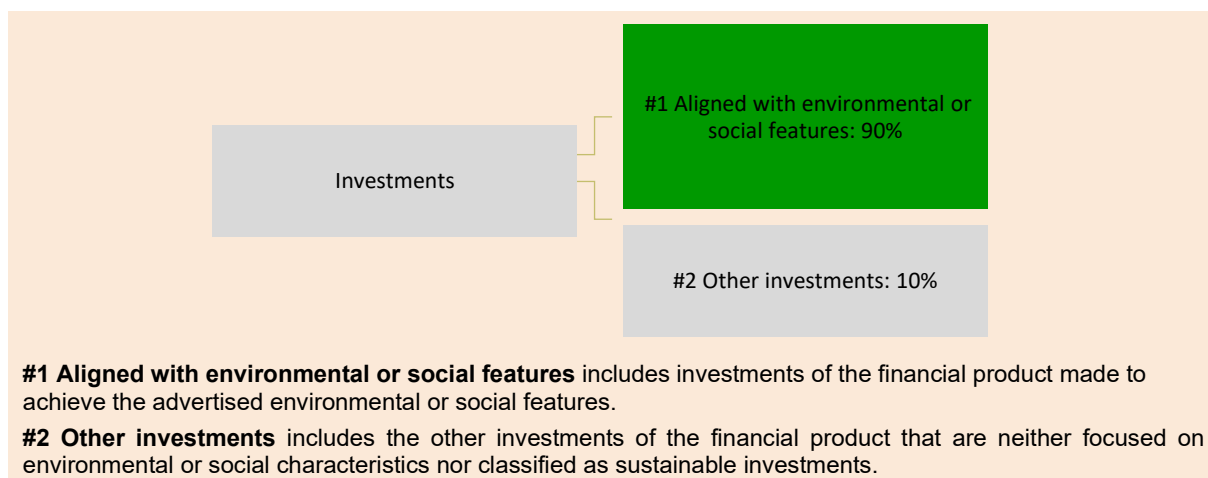 #1 Aligned with environmental or
social features: 90%
Investments
#2 Other investments: 10%
#1 Aligned with environmental or social features includes investments of the financial product made to
achieve the advertised environmental or social features.
#2 Other investments includes the other investments of the financial product that are neither focused on
environmental or social characteristics nor classified as sustainable investments.